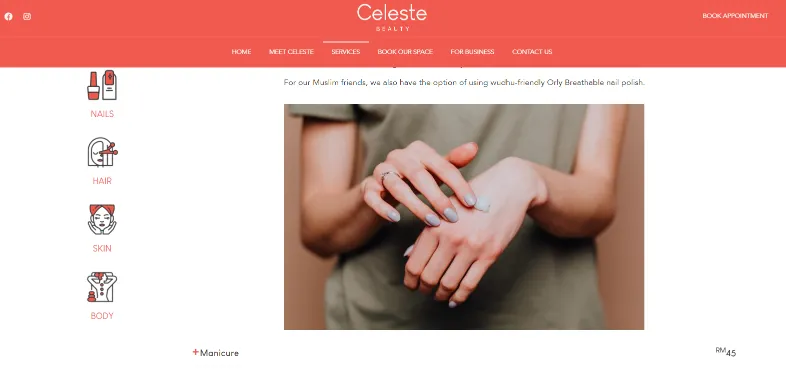 Celeste
BEAUTY
BOOK APPOINTMENT
HOME
MEET CELESTE
SERVICES
BOOK OUR SPACE
FOR BUSINESS
CONTACT US
For our Muslim friends, we also have the option of using wudhu-friendly Orly Breathable nail polish.
NAILS
HAIR
SKIN
BODY
+Manicure
RM45